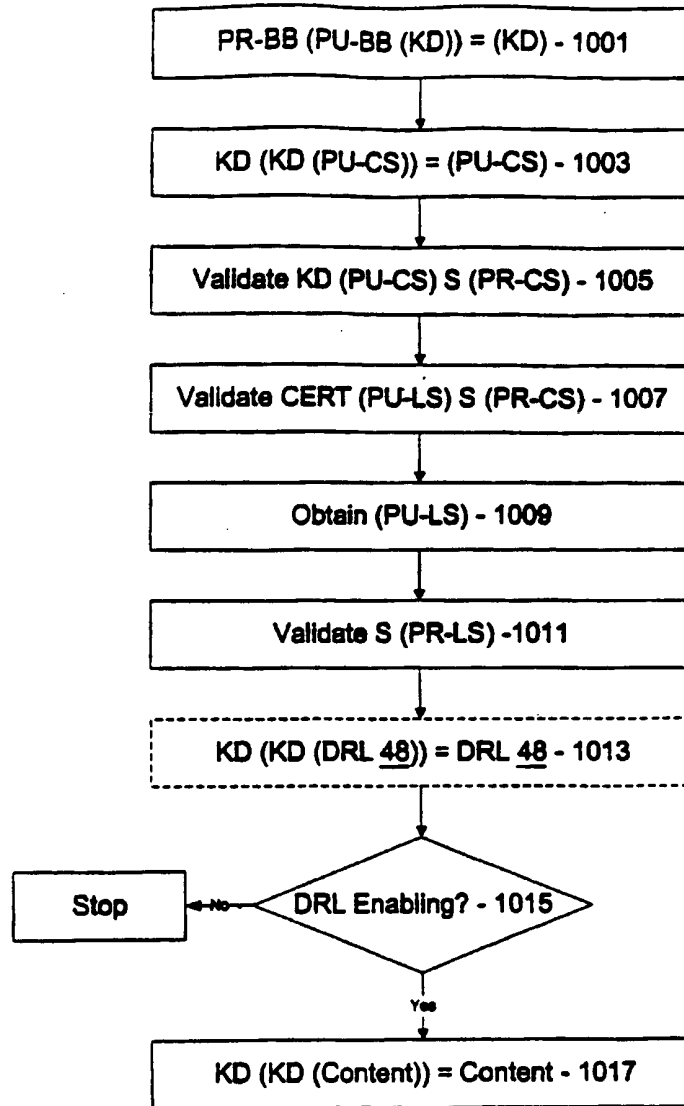 PR-BB (PU-BB (KD)) = (KD) - 1001
KD (KD (PU-CS)) = (PU-CS) - 1003
Validate KD (PU-CS) S (PR-CS) - 1005
Validate CERT (PU-LS) S (PR-CS) - 1007
Obtain (PU-LS) - 1009
Validate S (PR-LS) -1011
KD (KD (DRL 48)) = DRL 48 - 1013
DRL Enabling? - 1015
No
Stop
Yes
KD (KD (Content)) = Content - 1017